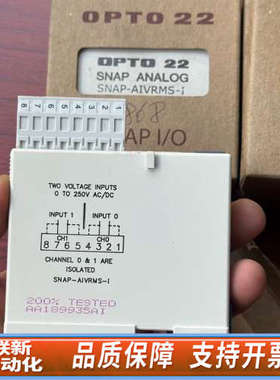 OPTO 22
SNAP ANALOG
SNAP-AIVRMS-I
868
SNAP I/O
OPTO 22
8 7 6 5 4 3 2 1
TWO VOLTAGE INPUTS
0 TO 250V AC/DC
INPUT 1
INPUT 0
CH1
CH0
8 7 6 5 4 3 2 1
CHANNEL 0 & 1 ARE
ISOLATED
SNAP-AIVRMS-I
200% TESTED
AA189935AI
品质保障 支持开票